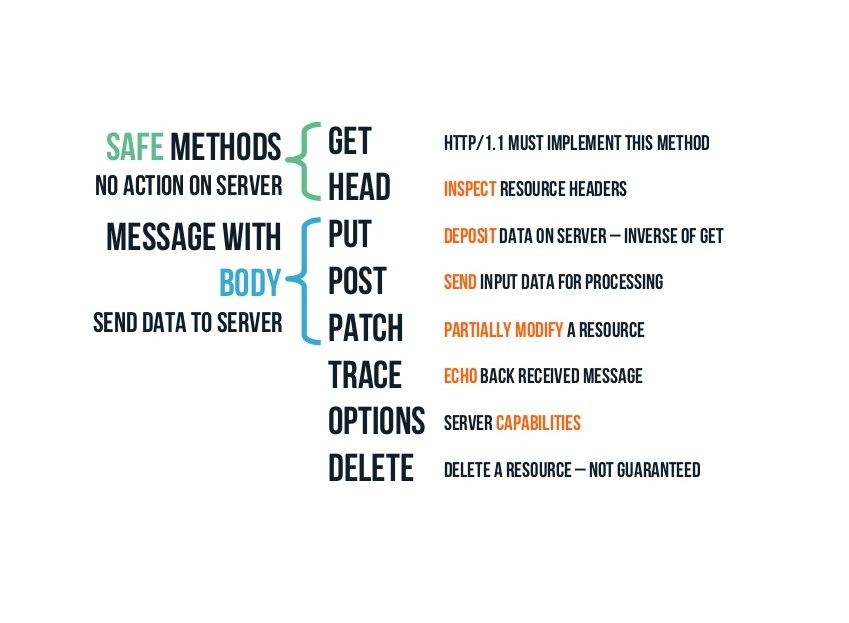 SAFE METHODS
NO ACTION ON SERVER
MESSAGE WITH
BODY
SEND DATA TO SERVER
GET HTTP/1.1 MUST IMPLEMENT THIS METHOD
HEAD INSPECT RESOURCE HEADERS
PUT DEPOSIT DATA ON SERVER – INVERSE OF GET
POST SEND INPUT DATA FOR PROCESSING
PATCH PARTIALLY MODIFY A RESOURCE
TRACE ECHO BACK RECEIVED MESSAGE
OPTIONS SERVER CAPABILITIES
DELETE DELETE A RESOURCE – NOT GUARANTEED